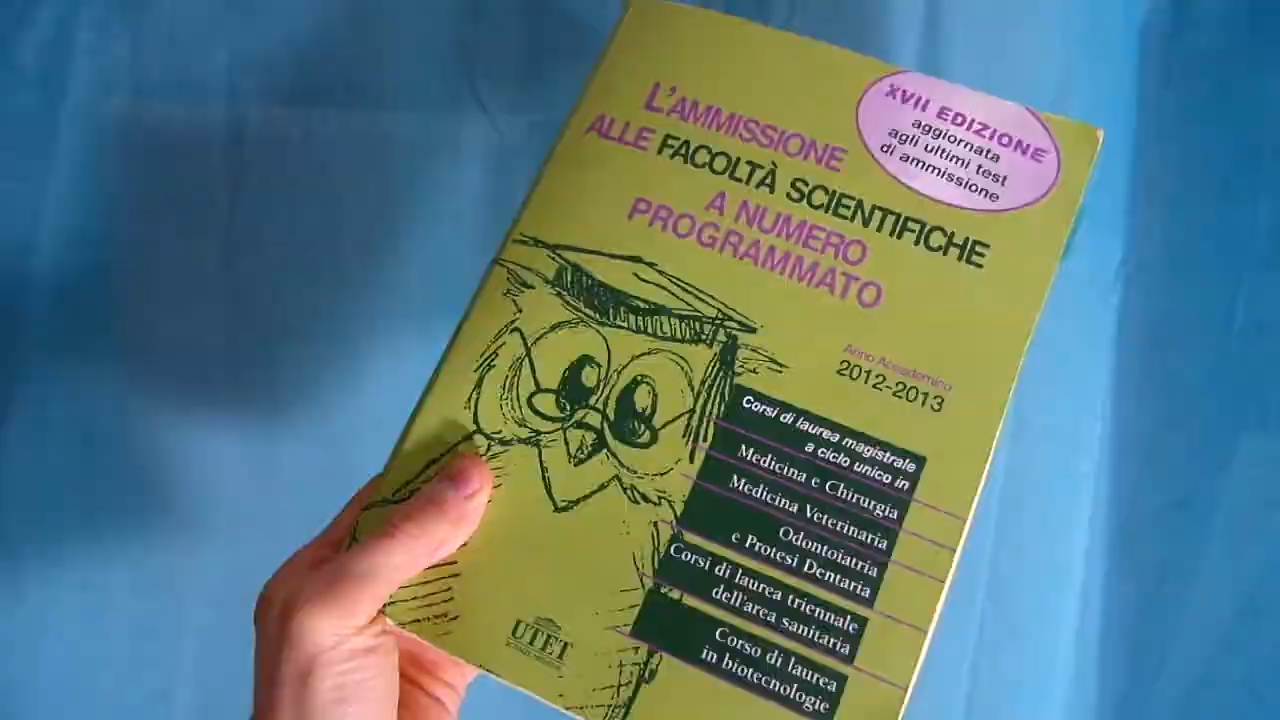 XVII EDIZIONE
aggiornata
agli ultimi test
di ammissione
L'AMMISSIONE
ALLE FACOLTÀ SCIENTIFICHE
A NUMERO
PROGRAMMATO
Anno Accademico
2012-2013
Corsi di laurea magistrale
a ciclo unico in
Medicina e Chirurgia
Medicina Veterinaria
Odontoiatria
e Protesi Dentaria
Corsi di laurea triennale
dell'area sanitaria
Corso di laurea
in biotecnologie
UTET